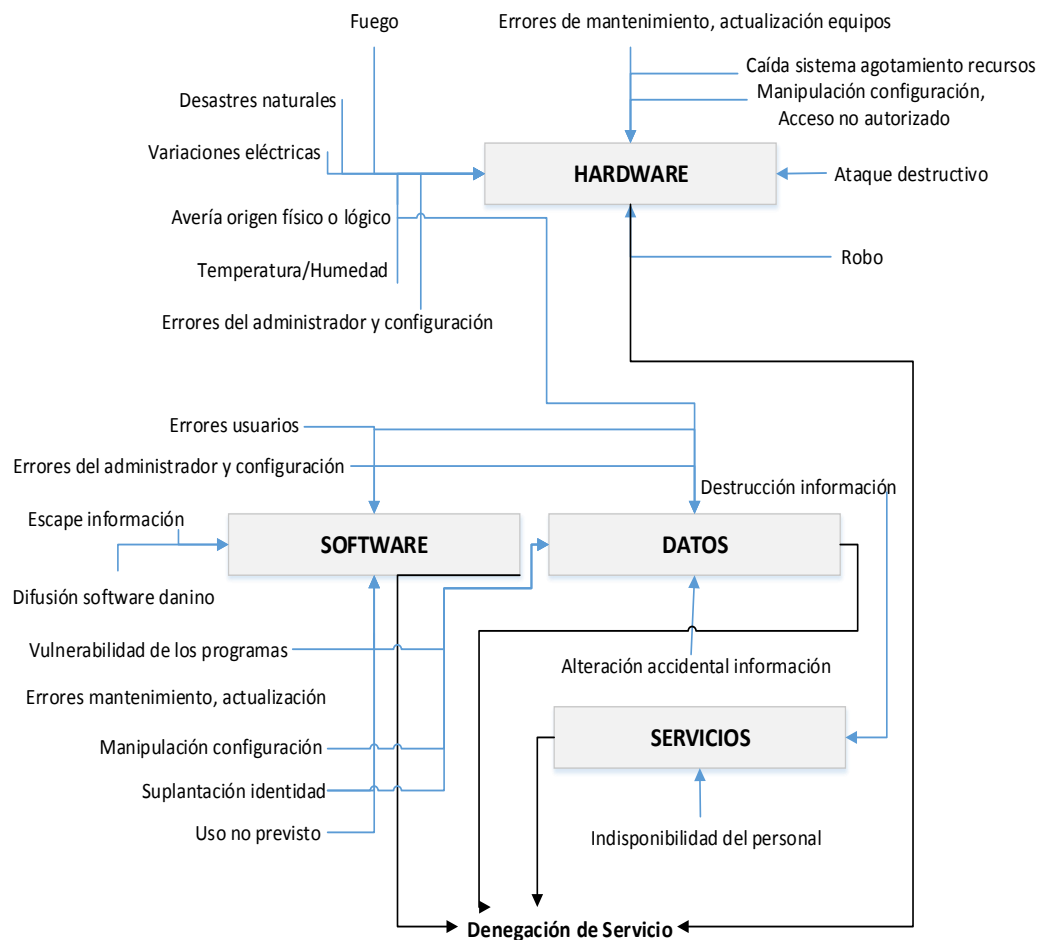 Fuego
Errores de mantenimiento, actualización equipos
Caída sistema agotamiento recursos
Manipulación configuración,
Acceso no autorizado
Desastres naturales
Variaciones eléctricas
HARDWARE
Ataque destructivo
Avería origen físico o lógico
Robo
Temperatura/Humedad
Errores del administrador y configuración
Errores usuarios
Errores del administrador y configuración
Destrucción información
Escape información
SOFTWARE
DATOS
Difusión software danino
Vulnerabilidad de los programas
Alteración accidental información
Errores mantenimiento, actualización
SERVICIOS
Manipulación configuración
Suplantación identidad
Uso no previsto
Indisponibilidad del personal
Denegación de Servicio